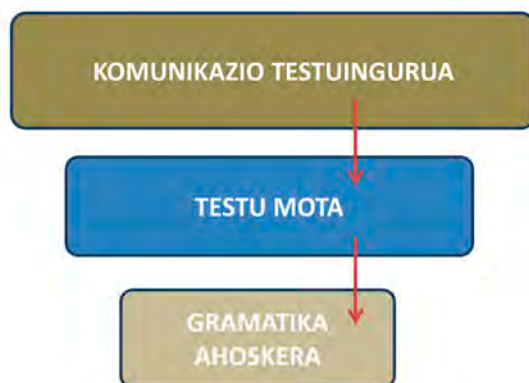 KOMUNIKAZIO TESTUINGURUA
TESTU MOTA
GRAMATIKA
AHOSKERA